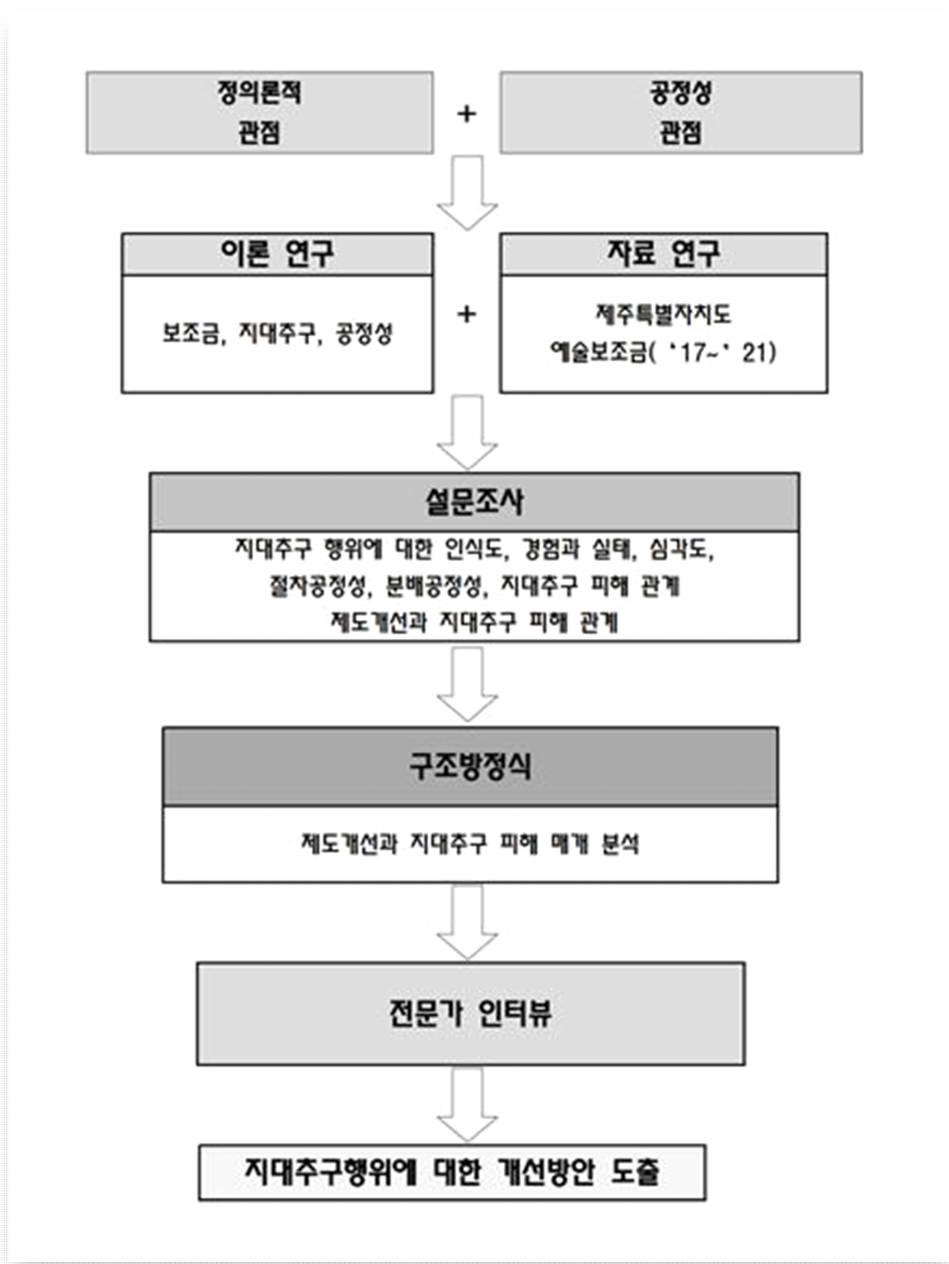 정의론적
관점
+
공정성
관점
이론 연구
보조금, 지대추구, 공정성
+
자료 연구
제주특별자치도
예술보조금( ‘17~‘ 21)
설문조사
지대추구 행위에 대한 인식도, 경험과 실태, 심각도,
절차공정성, 분배공정성, 지대추구 피해 관계
제도개선과 지대추구 피해 관계
구조방정식
제도개선과 지대추구 피해 매개 분석
전문가 인터뷰
지대추구행위에 대한 개선방안 도출